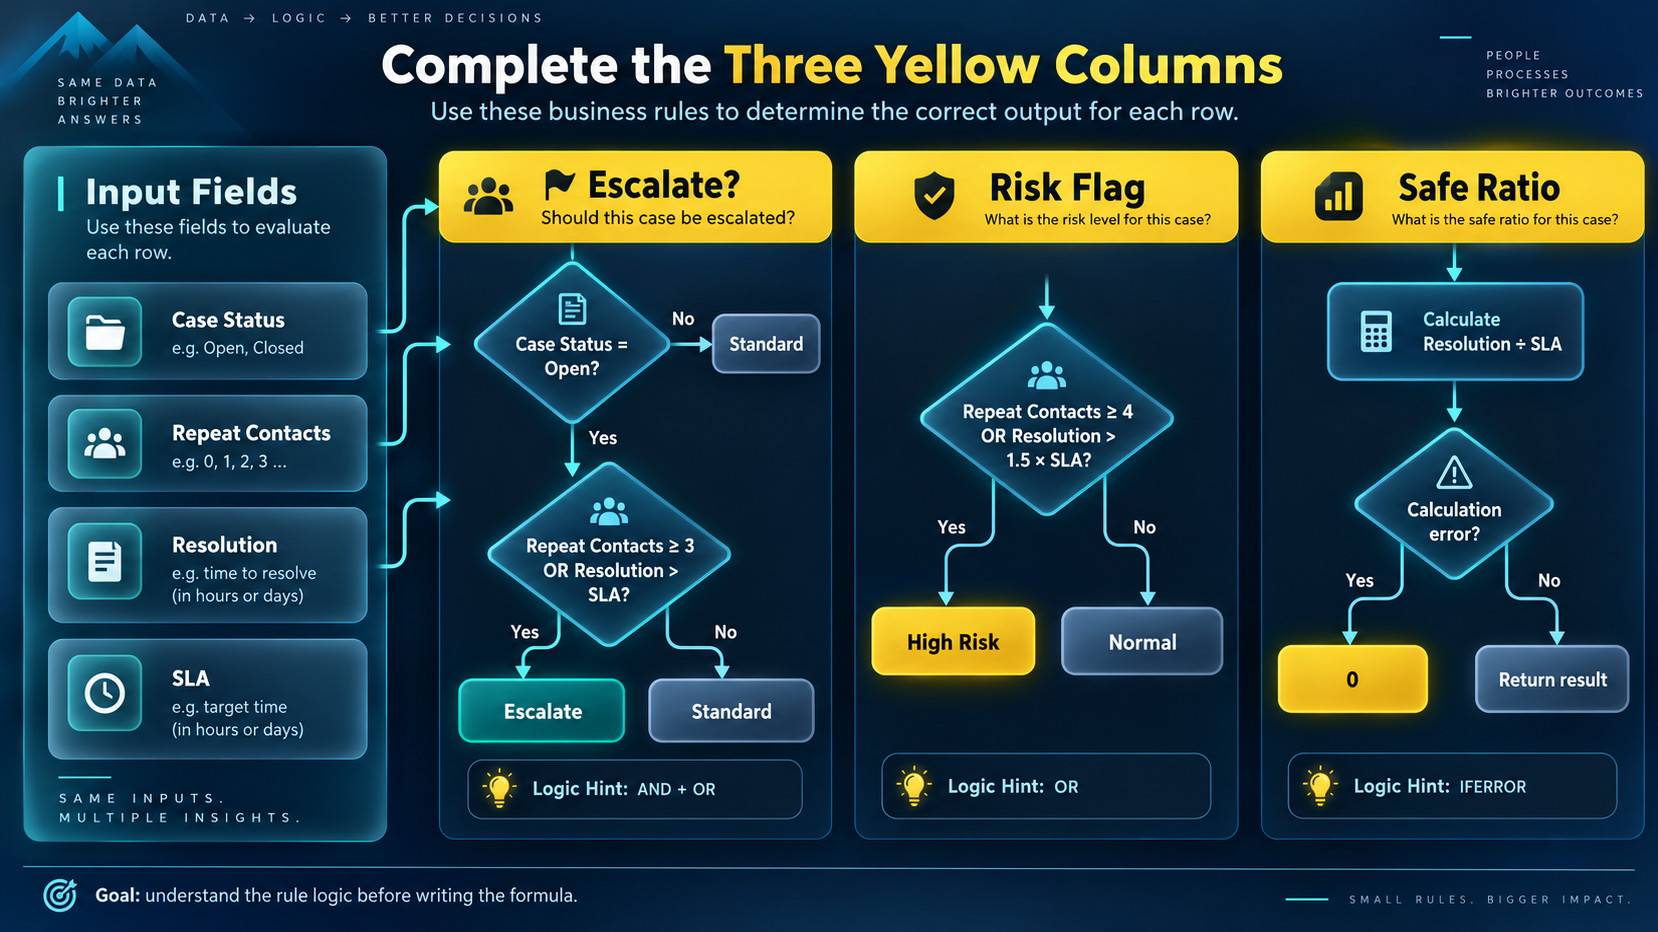 DATA → LOGIC → BETTER DECISIONS
SAME DATA
BRIGHTER
ANSWERS
Complete the Three Yellow Columns
Use these business rules to determine the correct output for each row.
PEOPLE
PROCESSES
BRIGHTER OUTCOMES
Input Fields
Use these fields to evaluate
each row.
Case Status
e.g. Open, Closed
Repeat Contacts
e.g. 0, 1, 2, 3 ...
Resolution
e.g. time to resolve
(in hours or days)
SLA
e.g. target time
(in hours or days)
SAME INPUTS.
MULTIPLE INSIGHTS.
Escalate?
Should this case be escalated?
Case Status =
Open?
No
Standard
Yes
Repeat Contacts ≥ 3
OR Resolution >
SLA?
Yes
No
Escalate
Standard
Logic Hint: AND + OR
Risk Flag
What is the risk level for this case?
Repeat Contacts ≥ 4
OR Resolution >
1.5 × SLA?
Yes
No
High Risk
Normal
Logic Hint: OR
Safe Ratio
What is the safe ratio for this case?
Calculate
Resolution ÷ SLA
Calculation
error?
Yes
No
0
Return result
Logic Hint: IFERROR
Goal: understand the rule logic before writing the formula.
SMALL RULES. BIGGER IMPACT.